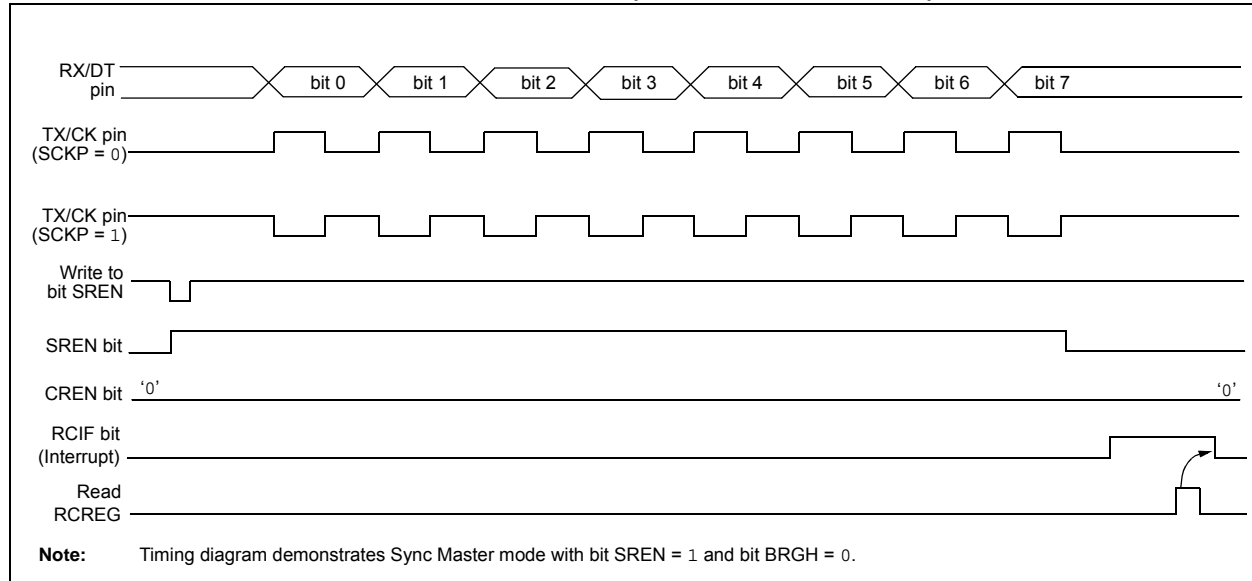 RX/DT
pin
bit 0 bit 1 bit 2 bit 3 bit 4 bit 5 bit 6 bit 7
TX/CK pin
(SCKP = 0)
TX/CK pin
(SCKP = 1)
Write to
bit SREN
SREN bit
CREN bit ‘0’ ‘0’
RCIF bit
(Interrupt)
Read
RCREG
Note: Timing diagram demonstrates Sync Master mode with bit SREN = 1 and bit BRGH = 0.